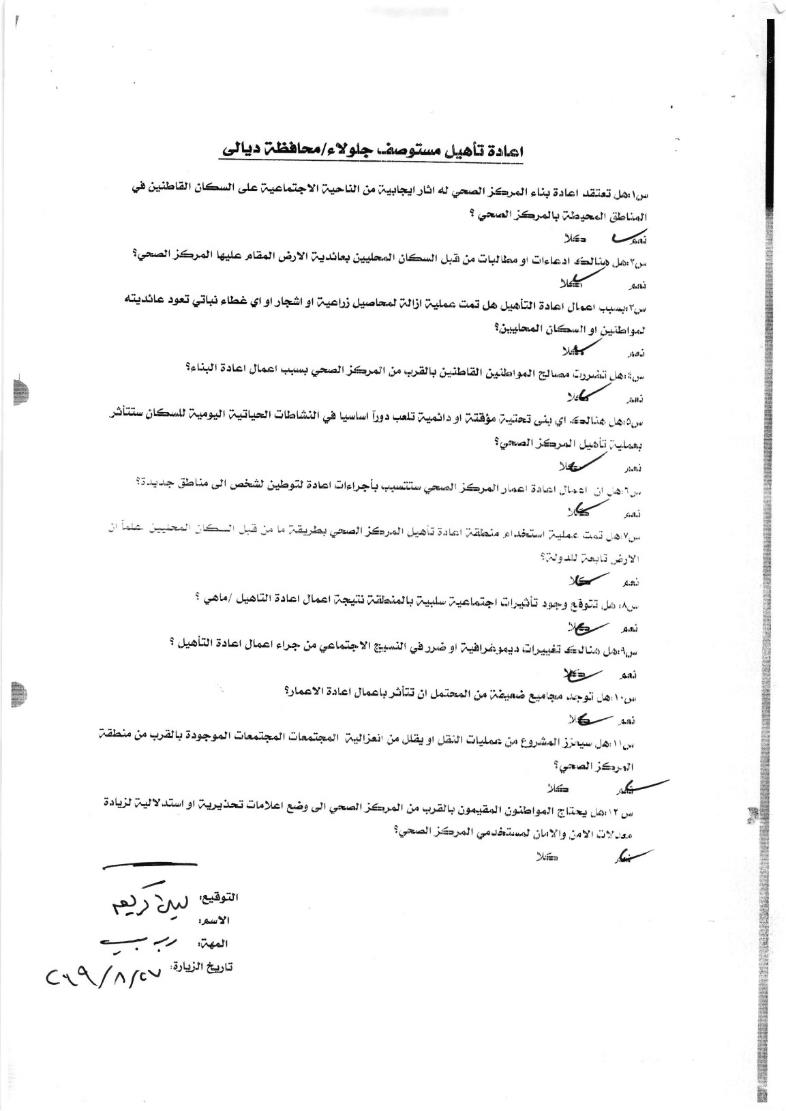 اعادة تأهيل مستوصف جلولاء/محافظة ديالى
س١:هل تعتقد اعادة بناء المركز الصحي له اثار ايجابية من الناحية الاجتماعية على السكان القاطنين في
المناطق المحيطة بالمركز الصحي ؟
نعم كلا
س٢:هل هنالك ادعاءات او مطالبات من قبل السكان المحليين بعائدية الارض المقام عليها المركز الصحي؟
نعم كلا
س٣:بسبب اعمال اعادة التأهيل هل تمت عملية ازالة لمحاصيل زراعية او اشجار او اي غطاء نباتي تعود عائديته
لمواطنين او السكان المحليين؟
نعم كلا
س٤:هل تضررت مصالح المواطنين القاطنين بالقرب من المركز الصحي بسبب اعمال اعادة البناء؟
نعم كلا
س٥:هل هنالك اي بنى تحتية مؤقتة او دائمية تلعب دوراً اساسيا في النشاطات الحياتية اليومية للسكان ستتأثر
بعملية تأهيل المركز الصحي؟
نعم كلا
س٦:هل ان اعمال اعادة اعمار المركز الصحي ستتسبب بأجراءات اعادة لتوطين لشخص الى مناطق جديدة؟
نعم كلا
س٧:هل تمت عملية استخدام منطقة اعادة تأهيل المركز الصحي بطريقة ما من قبل السكان المحليين علماً ان
الارض تابعة للدولة؟
نعم كلا
س٨: هل تتوقع وجود تأثيرات اجتماعية سلبية بالمنطقة نتيجة اعمال اعادة التاهيل /ماهي ؟
نعم كلا
س٩:هل هنالك تغييرات ديموغرافية او ضرر في النسيج الاجتماعي من جراء اعمال اعادة التأهيل ؟
نعم كلا
س١٠:هل توجد مجاميع ضعيفة من المحتمل ان تتأثر باعمال اعادة الاعمار؟
نعم كلا
س١١:هل سيعزز المشروع من عمليات النقل او يقلل من انعزالية المجتمعات المجتمعات الموجودة بالقرب من منطقة
المركز الصحي؟
نعم كلا
س١٢:هل يحتاج المواطنون المقيمون بالقرب من المركز الصحي الى وضع اعلامات تحذيرية او استدلالية لزيادة
معدلات الامن والامان لمستخدمي المركز الصحي؟
نعم كلا
التوقيع:
الاسم: كريم
المهة: ربة بيت
تاريخ الزيارة: